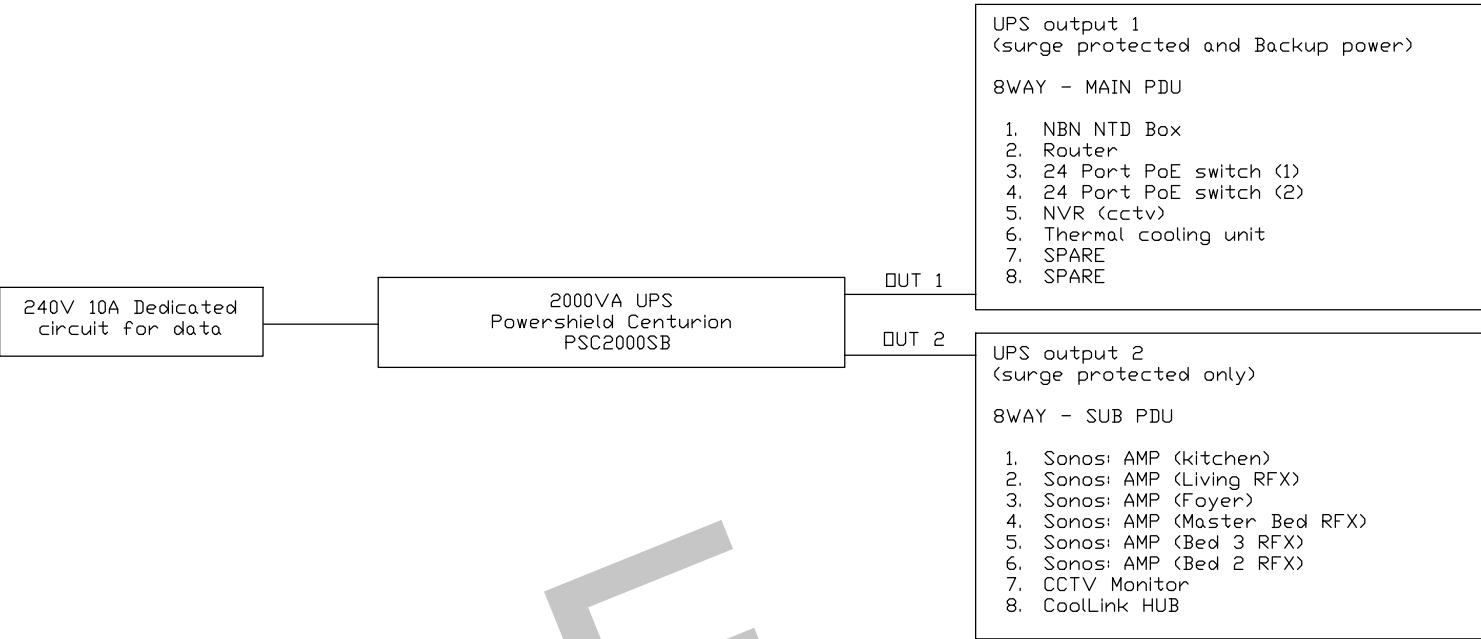 240V 10A Dedicated
circuit for data
2000VA UPS
Powershield Centurion
PSC2000SB
OUT 1
OUT 2
UPS output 1
(surge protected and Backup power)
8WAY - MAIN PDU
1. NBN NTD Box
2. Router
3. 24 Port PoE switch (1)
4. 24 Port PoE switch (2)
5. NVR (cctv)
6. Thermal cooling unit
7. SPARE
8. SPARE
UPS output 2
(surge protected only)
8WAY - SUB PDU
1. Sonos: AMP (kitchen)
2. Sonos: AMP (Living RFX)
3. Sonos: AMP (Foyer)
4. Sonos: AMP (Master Bed RFX)
5. Sonos: AMP (Bed 3 RFX)
6. Sonos: AMP (Bed 2 RFX)
7. CCTV Monitor
8. CoolLink HUB